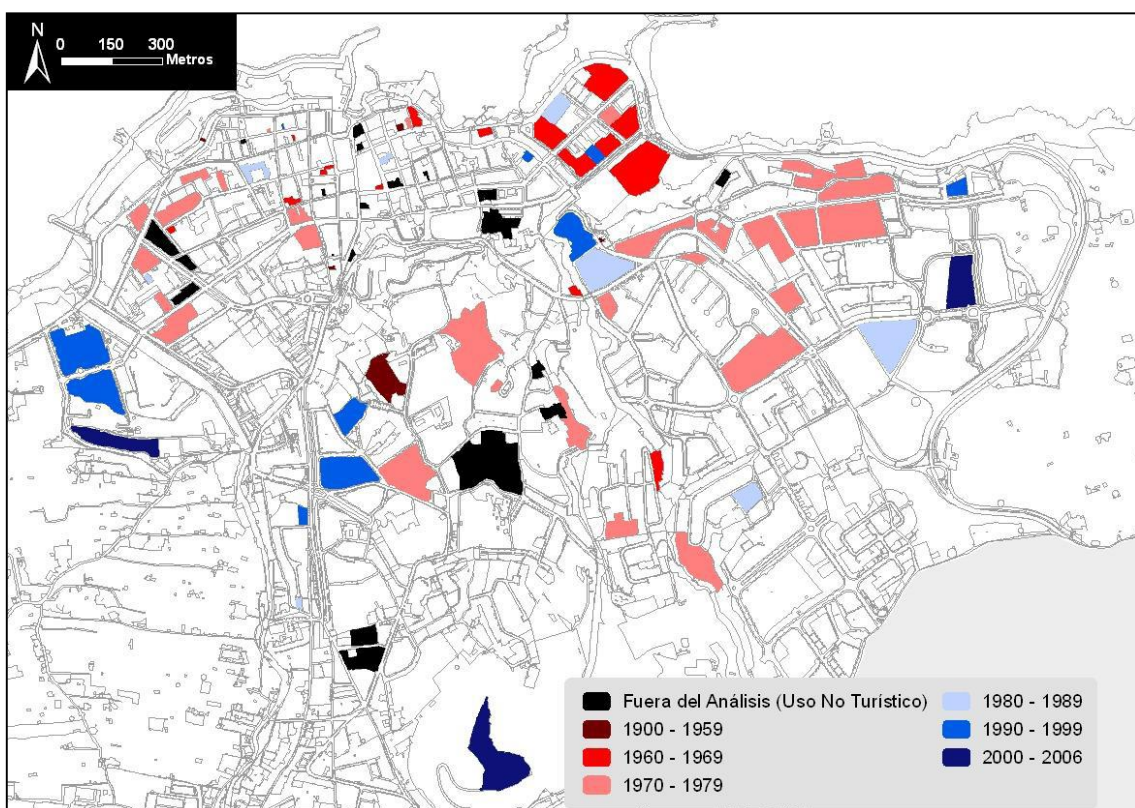 N
0 150 300
Metros
Fuera del Análisis (Uso No Turístico)
1900 - 1959
1960 - 1969
1970 - 1979
1980 - 1989
1990 - 1999
2000 - 2006